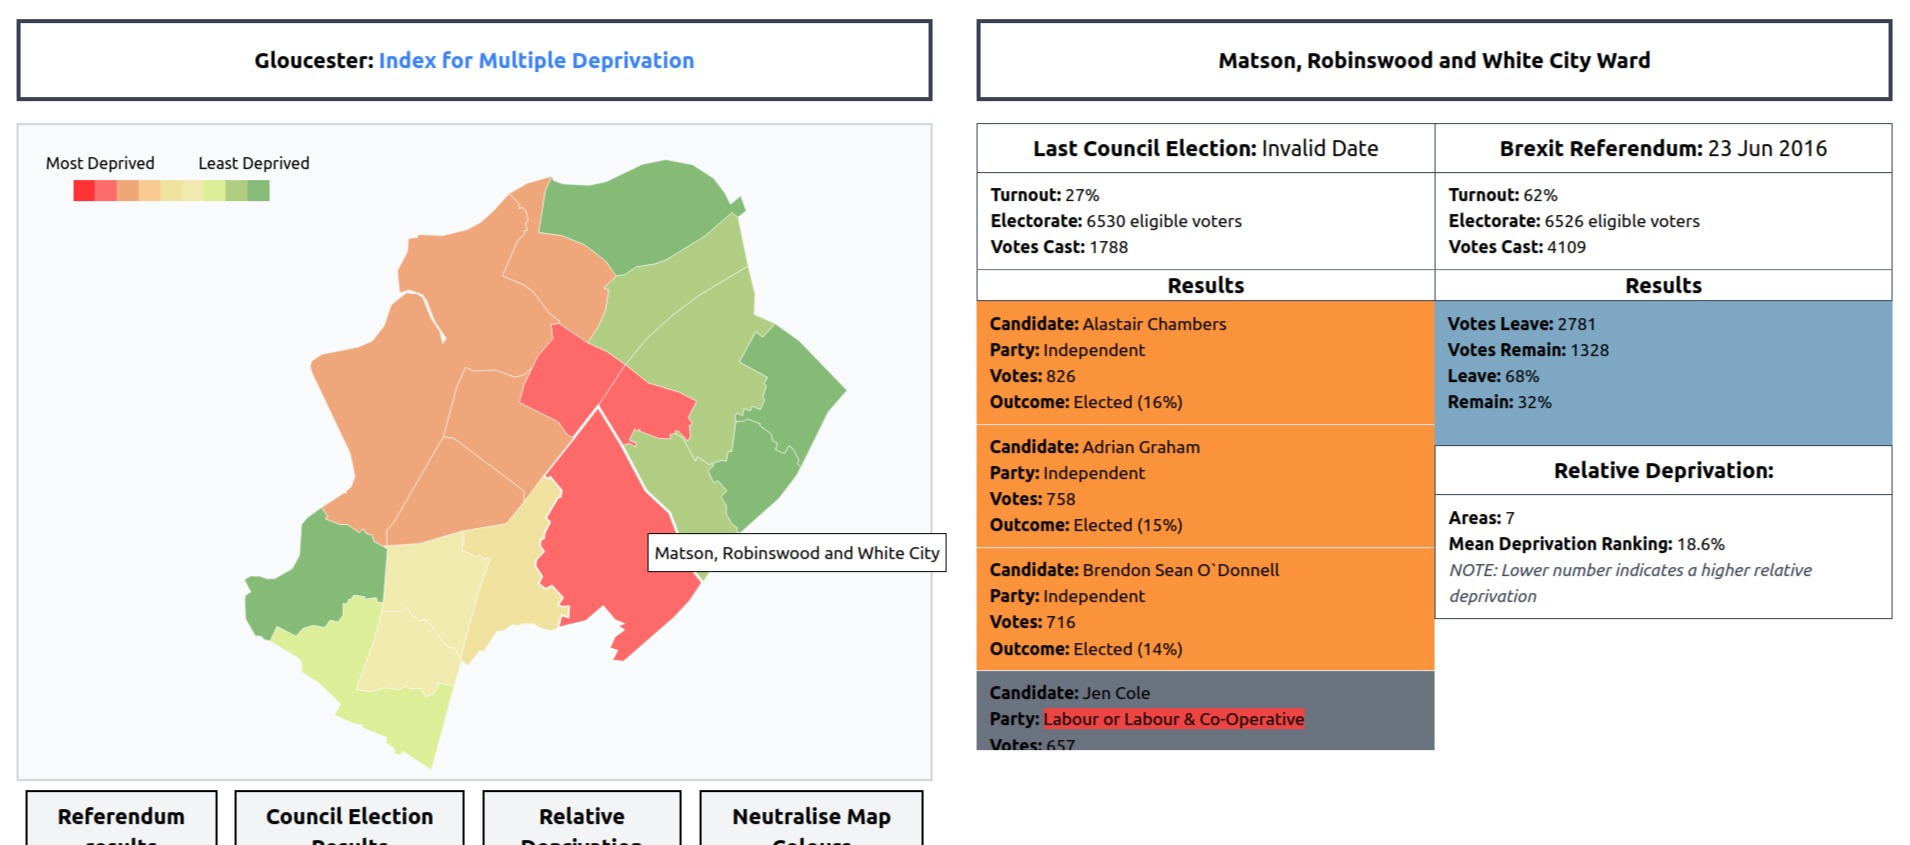 Gloucester: Index for Multiple Deprivation
Most Deprived Least Deprived
Matson, Robinswood and White City
Referendum results
Council Election Results
Relative Deprivation
Neutralise Map Colours
Matson, Robinswood and White City Ward
Last Council Election: Invalid Date
Turnout: 27%
Electorate: 6530 eligible voters
Votes Cast: 1788
Results
Candidate: Alastair Chambers
Party: Independent
Votes: 826
Outcome: Elected (16%)
Candidate: Adrian Graham
Party: Independent
Votes: 758
Outcome: Elected (15%)
Candidate: Brendon Sean O`Donnell
Party: Independent
Votes: 716
Outcome: Elected (14%)
Candidate: Jen Cole
Party: Labour or Labour & Co-Operative
Votes: 657
Brexit Referendum: 23 Jun 2016
Turnout: 62%
Electorate: 6526 eligible voters
Votes Cast: 4109
Results
Votes Leave: 2781
Votes Remain: 1328
Leave: 68%
Remain: 32%
Relative Deprivation:
Areas: 7
Mean Deprivation Ranking: 18.6%
NOTE: Lower number indicates a higher relative
deprivation